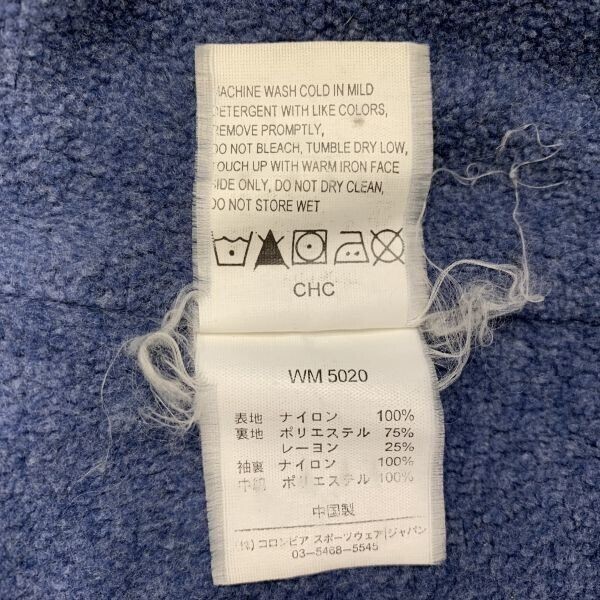 MACHINE WASH COLD IN MILD
DETERGENT WITH LIKE COLORS,
REMOVE PROMPTLY,
DO NOT BLEACH, TUMBLE DRY LOW,
TOUCH UP WITH WARM IRON FACE
SIDE ONLY, DO NOT DRY CLEAN,
DO NOT STORE WET
CHC
WM 5020
表地 ナイロン 100%
裏地 ポリエステル 75%
レーヨン 25%
袖裏 ナイロン 100%
中綿 ポリエステル 100%
中国製
(株) コロンビア スポーツウェア ジャパン
03-5468-5545